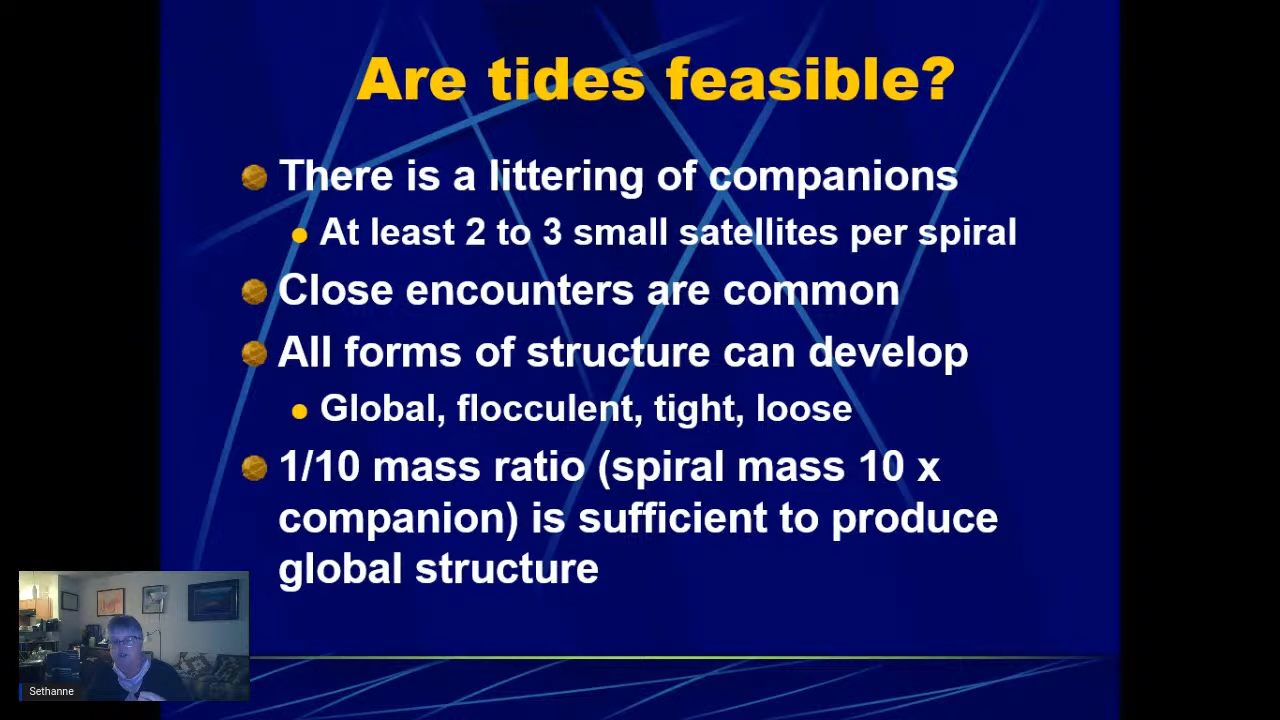 Are tides feasible?
There is a littering of companions
At least 2 to 3 small satellites per spiral
Close encounters are common
All forms of structure can develop
Global, flocculent, tight, loose
1/10 mass ratio (spiral mass 10 x
companion) is sufficient to produce
global structure
Sethanne